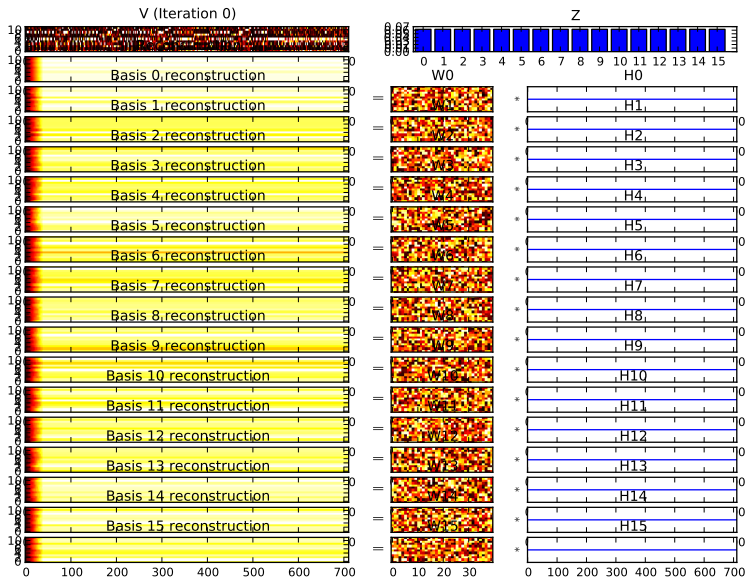 V (Iteration 0)
Z
0 1 2 3 4 5 6 7 8 9 10 11 12 13 14 15
Basis 0 reconstruction W0 H0
= * 
Basis 1 reconstruction W1 H1
= *
Basis 2 reconstruction W2 H2
= *
Basis 3 reconstruction W3 H3
= *
Basis 4 reconstruction W4 H4
= *
Basis 5 reconstruction W5 H5
= *
Basis 6 reconstruction W6 H6
= *
Basis 7 reconstruction W7 H7
= *
Basis 8 reconstruction W8 H8
= *
Basis 9 reconstruction W9 H9
= *
Basis 10 reconstruction W10 H10
= *
Basis 11 reconstruction W11 H11
= *
Basis 12 reconstruction W12 H12
= *
Basis 13 reconstruction W13 H13
= *
Basis 14 reconstruction W14 H14
= *
Basis 15 reconstruction W15 H15
= *
0 100 200 300 400 500 600 700 0 10 20 30 0 100 200 300 400 500 600 700